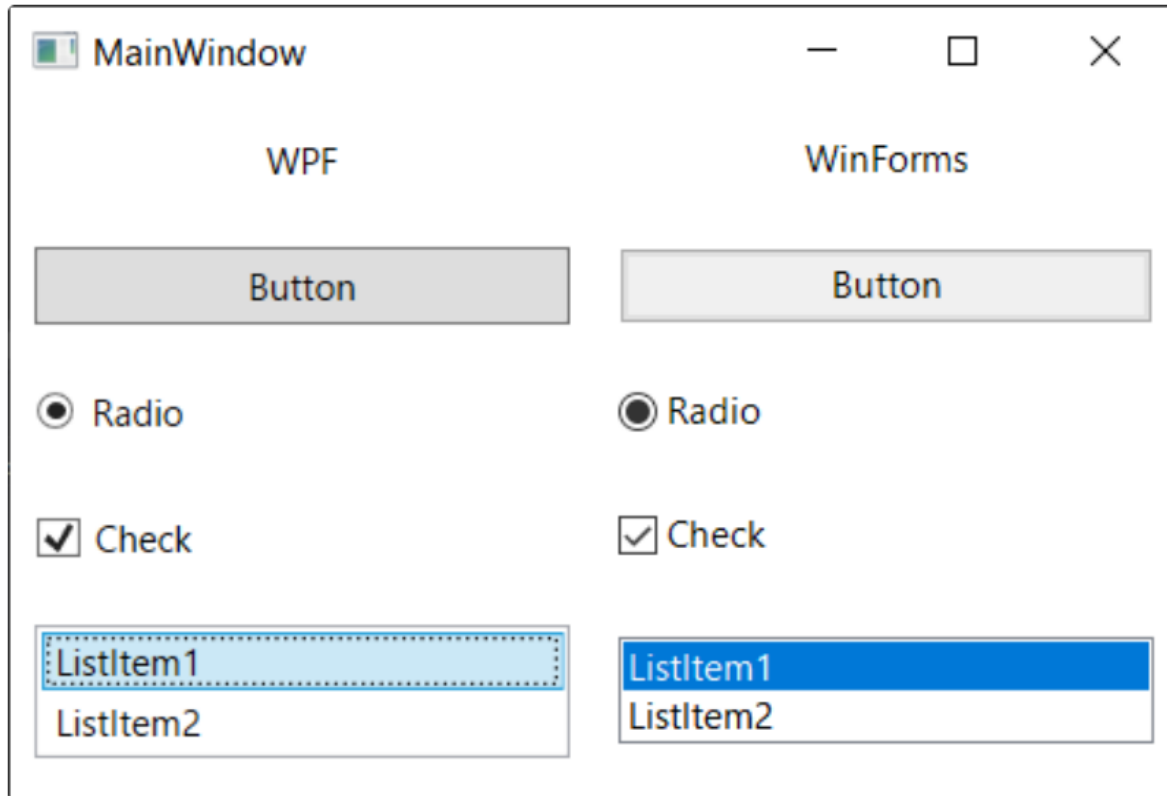 MainWindow
WPF
WinForms
Button
Button
Radio
Radio
Check
Check
ListItem1
ListItem2
ListItem1
ListItem2